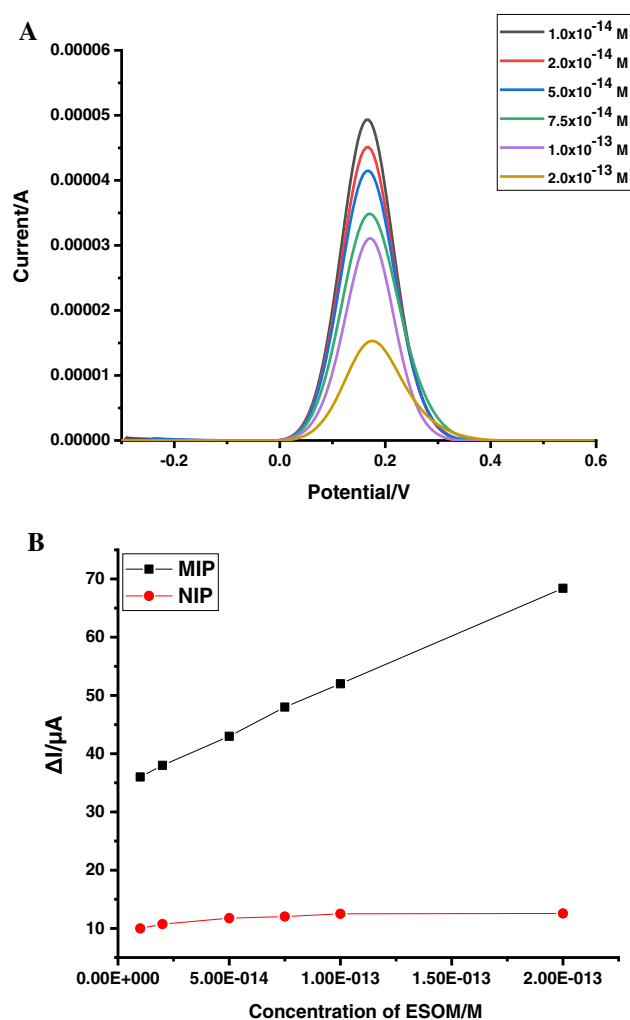 A
0.00006
0.00005
0.00004
0.00003
0.00002
0.00001
0.00000
Current/A
-0.2 0.0 0.2 0.4 0.6
Potential/V
1.0x10⁻¹⁴ M
2.0x10⁻¹⁴ M
5.0x10⁻¹⁴ M
7.5x10⁻¹⁴ M
1.0x10⁻¹³ M
2.0x10⁻¹³ M
B
MIP
NIP
70
60
50
40
30
20
10
ΔI/μA
0.00E+000 5.00E-014 1.00E-013 1.50E-013 2.00E-013
Concentration of ESOM/M